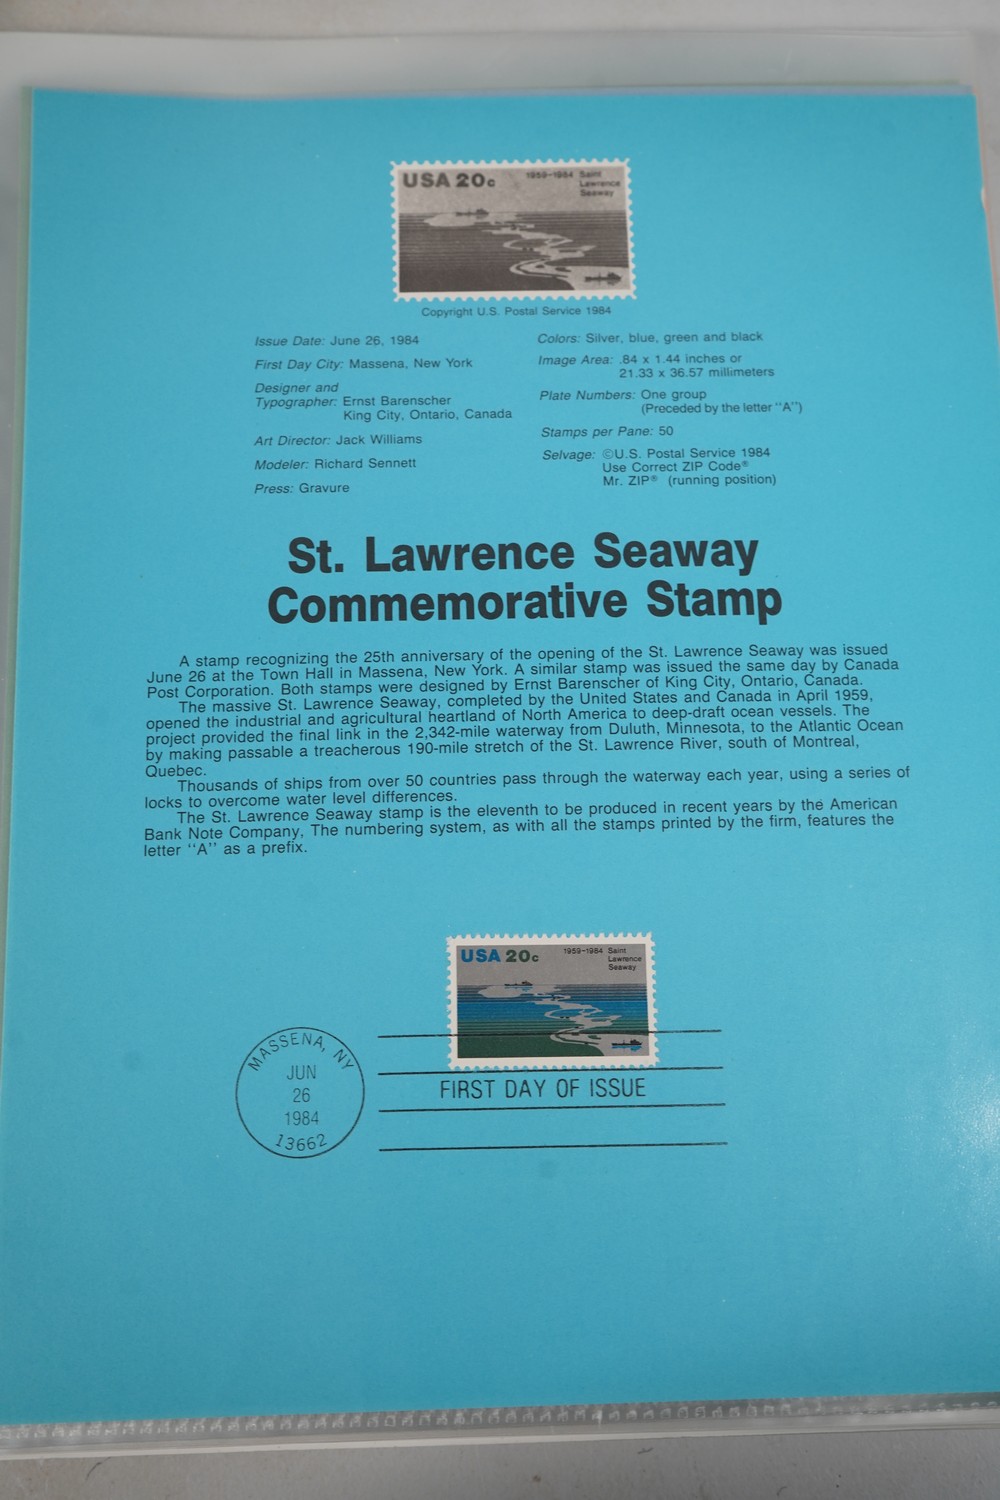 USA 20c
1959-1984 Saint
Lawrence
Seaway
Copyright U.S. Postal Service 1984
Issue Date: June 26, 1984
First Day City: Massena, New York
Designer and
Typographer: Ernst Barenscher
King City, Ontario, Canada
Art Director: Jack Williams
Modeler: Richard Sennett
Press: Gravure
Colors: Silver, blue, green and black
Image Area: .84 x 1.44 inches or
21.33 x 36.57 millimeters
Plate Numbers: One group
(Preceded by the letter "A")
Stamps per Pane: 50
Selvage: ©U.S. Postal Service 1984
Use Correct ZIP Code®
Mr. ZIP® (running position)
St. Lawrence Seaway
Commemorative Stamp
A stamp recognizing the 25th anniversary of the opening of the St. Lawrence Seaway was issued
June 26 at the Town Hall in Massena, New York. A similar stamp was issued the same day by Canada
Post Corporation. Both stamps were designed by Ernst Barenscher of King City, Ontario, Canada.
The massive St. Lawrence Seaway, completed by the United States and Canada in April 1959,
opened the industrial and agricultural heartland of North America to deep-draft ocean vessels. The
project provided the final link in the 2,342-mile waterway from Duluth, Minnesota, to the Atlantic Ocean
by making passable a treacherous 190-mile stretch of the St. Lawrence River, south of Montreal,
Quebec.
Thousands of ships from over 50 countries pass through the waterway each year, using a series of
locks to overcome water level differences.
The St. Lawrence Seaway stamp is the eleventh to be produced in recent years by the American
Bank Note Company, The numbering system, as with all the stamps printed by the firm, features the
letter "A" as a prefix.
USA 20c
1959-1984 Saint
Lawrence
Seaway
MASSENA, NY
JUN
26
1984
13662
FIRST DAY OF ISSUE